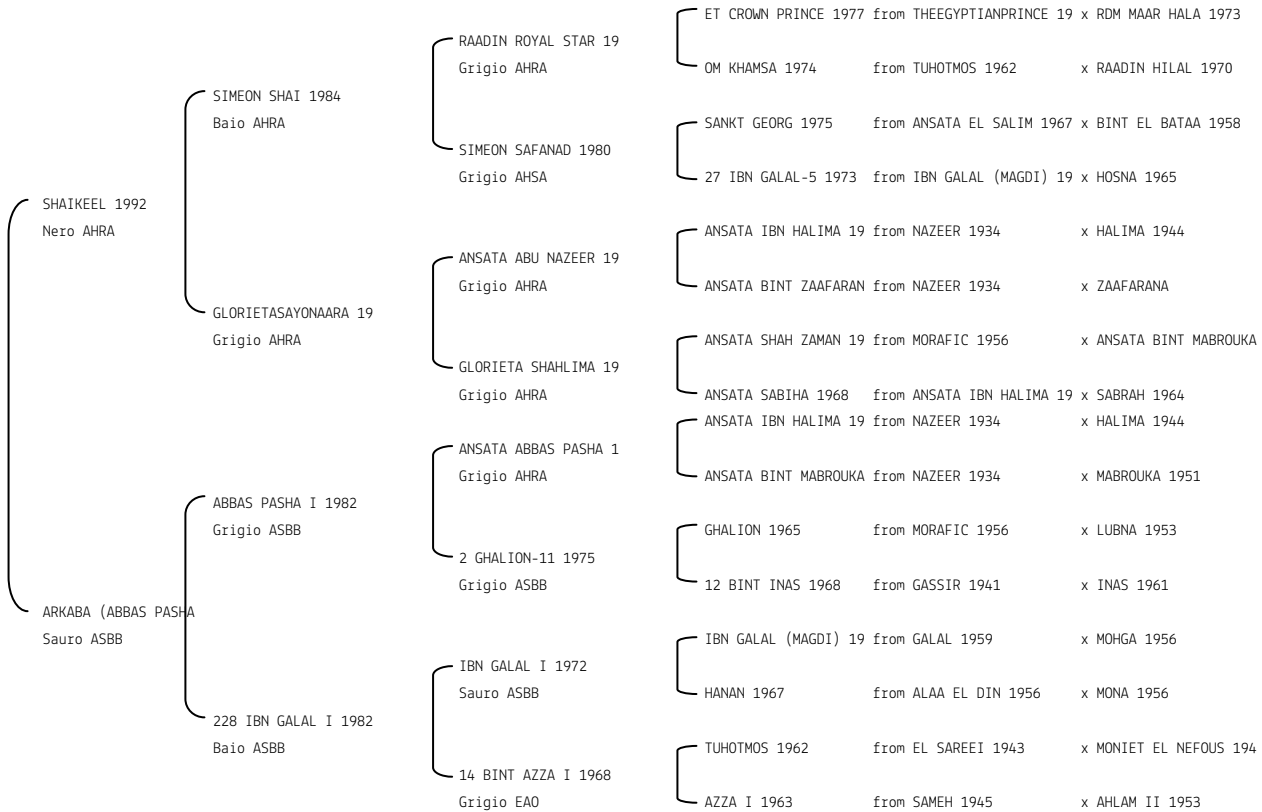 ET CROWN PRINCE 1977 from THEEGYPTIANPRINCE 19 x RDM MAAR HALA 1973
RAADIN ROYAL STAR 19
Grigio AHRA
OM KHAMSA 1974 from TUHOTMOS 1962 x RAADIN HILAL 1970
SIMEON SHAI 1984
Baio AHRA
SANKT GEORG 1975 from ANSATA EL SALIM 1967 x BINT EL BATAA 1958
SIMEON SAFANAD 1980
Grigio AHSA
27 IBN GALAL-5 1973 from IBN GALAL (MAGDI) 19 x HOSNA 1965
SHAIKEEL 1992
Nero AHRA
ANSATA IBN HALIMA 19 from NAZEER 1934 x HALIMA 1944
ANSATA ABU NAZEER 19
Grigio AHRA
ANSATA BINT ZAAFARAN from NAZEER 1934 x ZAAFARANA
GLORIETASAYONAARA 19
Grigio AHRA
ANSATA SHAH ZAMAN 19 from MORAFIC 1956 x ANSATA BINT MABROUKA
GLORIETA SHAHLIMA 19
Grigio AHRA
ANSATA SABIHA 1968 from ANSATA IBN HALIMA 19 x SABRAH 1964
ANSATA IBN HALIMA 19 from NAZEER 1934 x HALIMA 1944
ANSATA ABBAS PASHA 1
Grigio AHRA
ANSATA BINT MABROUKA from NAZEER 1934 x MABROUKA 1951
ABBAS PASHA I 1982
Grigio ASBB
GHALION 1965 from MORAFIC 1956 x LUBNA 1953
2 GHALION-11 1975
Grigio ASBB
12 BINT INAS 1968 from GASSIR 1941 x INAS 1961
ARKABA (ABBAS PASHA
Sauro ASBB
IBN GALAL (MAGDI) 19 from GALAL 1959 x MOHGA 1956
IBN GALAL I 1972
Sauro ASBB
HANAN 1967 from ALAA EL DIN 1956 x MONA 1956
228 IBN GALAL I 1982
Baio ASBB
TUHOTMOS 1962 from EL SAREEI 1943 x MONIET EL NEFOUS 194
14 BINT AZZA I 1968
Grigio EAO
AZZA I 1963 from SAMEH 1945 x AHLAM II 1953